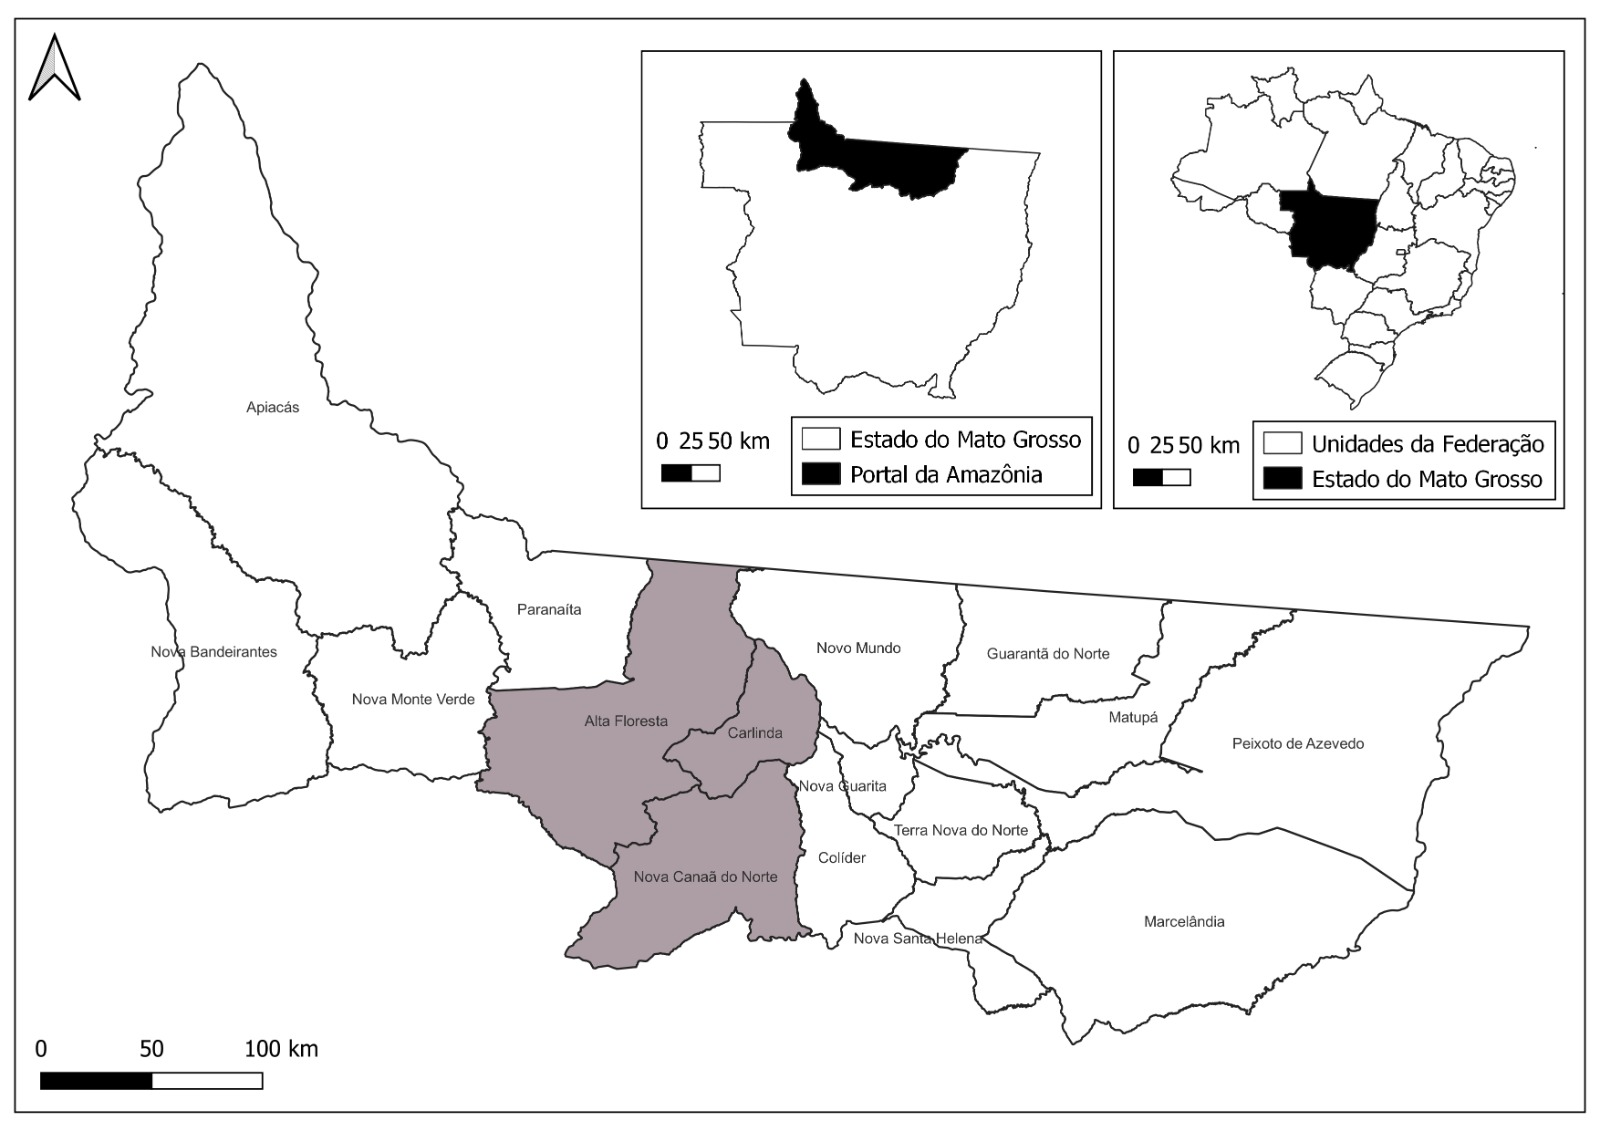 0 25 50 km
Estado do Mato Grosso
Portal da Amazônia
0 25 50 km
Unidades da Federação
Estado do Mato Grosso
Apiacás
Paranaíta
Nova Bandeirantes
Novo Mundo
Guarantã do Norte
Nova Monte Verde
Alta Floresta
Carlinda
Matupá
Peixoto de Azevedo
Nova Guarita
Terra Nova do Norte
Colíder
Nova Canaã do Norte
Marcelândia
Nova Santa Helena
0 50 100 km